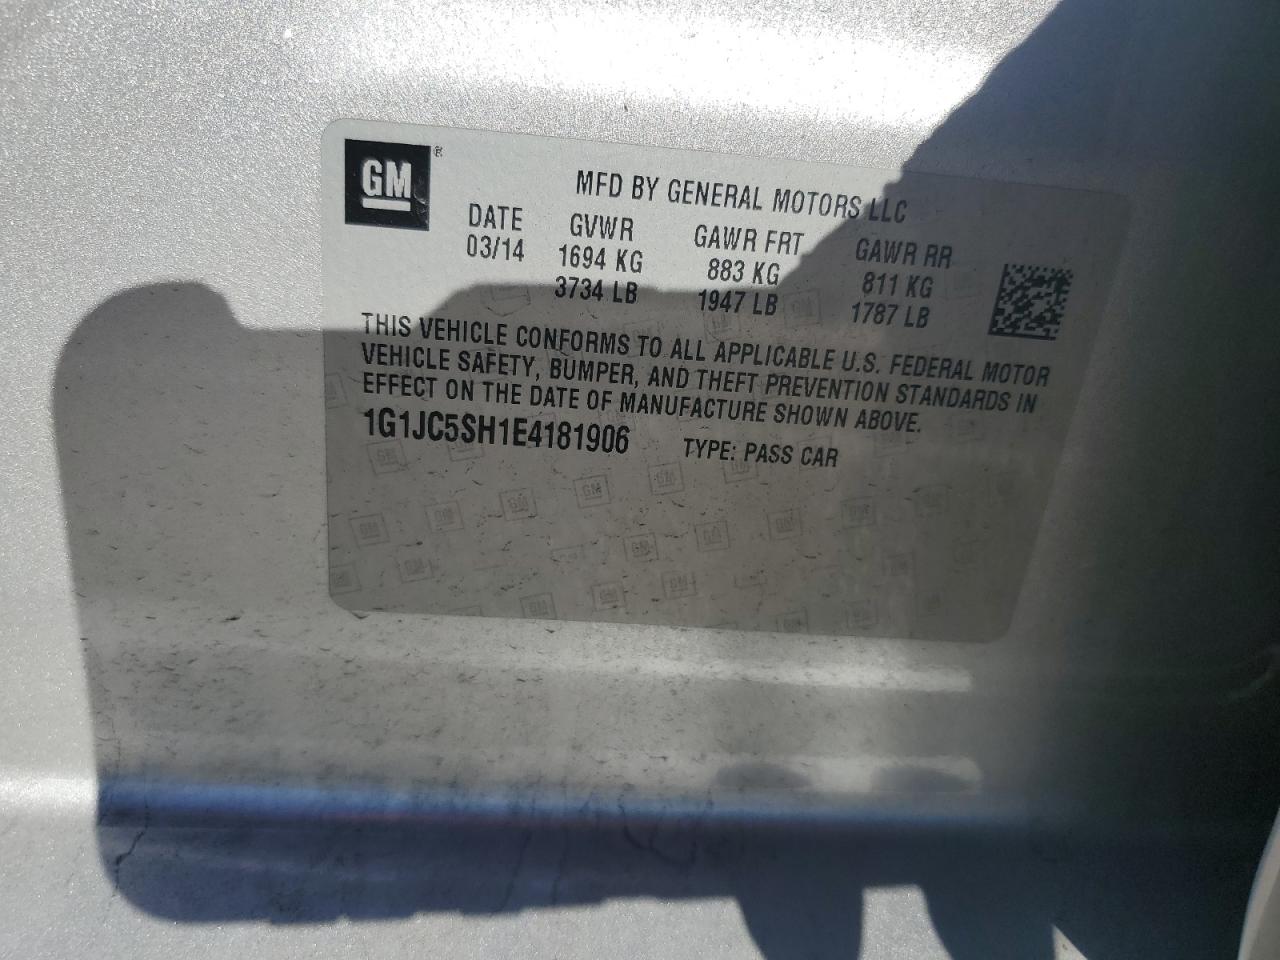 GM®
MFD BY GENERAL MOTORS LLC
DATE GVWR GAWR FRT GAWR RR
03/14 1694 KG 883 KG 811 KG
3734 LB 1947 LB 1787 LB
THIS VEHICLE CONFORMS TO ALL APPLICABLE U.S. FEDERAL MOTOR
VEHICLE SAFETY, BUMPER, AND THEFT PREVENTION STANDARDS IN
EFFECT ON THE DATE OF MANUFACTURE SHOWN ABOVE.
1G1JC5SH1E4181906 TYPE: PASS CAR